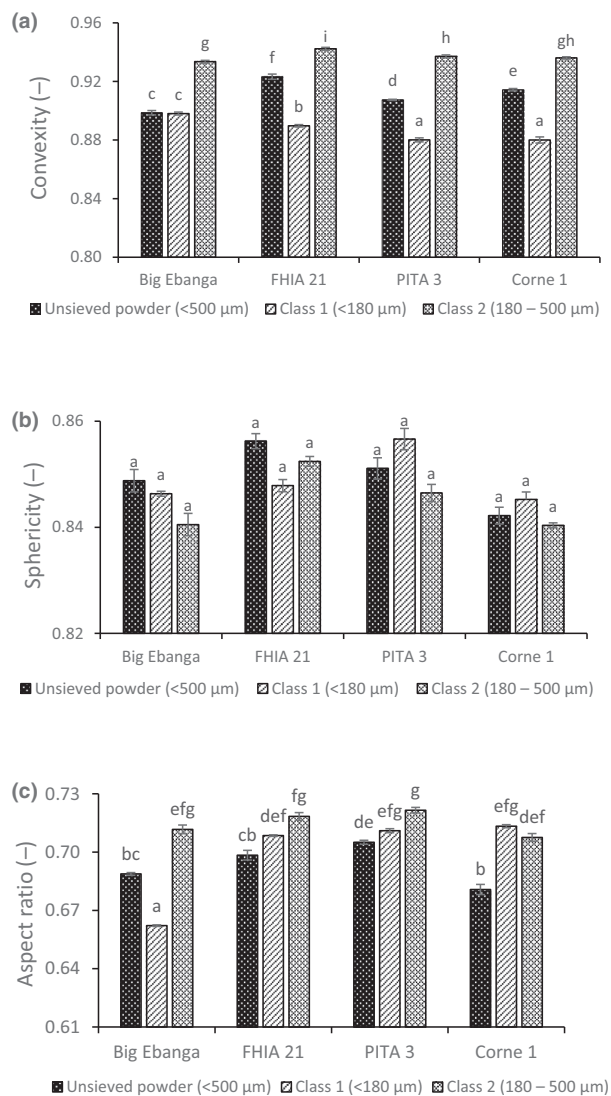 (a)
Convexity (–)
0.96
0.92
0.88
0.84
0.80
c c g
f b i
d a h
e a gh
Big Ebanga FHIA 21 PITA 3 Corne 1
Unsieved powder (<500 µm) Class 1 (<180 µm) Class 2 (180 – 500 µm)
(b)
Sphericity (–)
0.86
0.84
0.82
a a a
a a a
a a a
a a a
Big Ebanga FHIA 21 PITA 3 Corne 1
Unsieved powder (<500 µm) Class 1 (<180 µm) Class 2 (180 – 500 µm)
(c)
Aspect ratio (–)
0.73
0.70
0.67
0.64
0.61
bc a efg
cb def fg
de efg g
b efg def
Big Ebanga FHIA 21 PITA 3 Corne 1
Unsieved powder (<500 µm) Class 1 (<180 µm) Class 2 (180 – 500 µm)